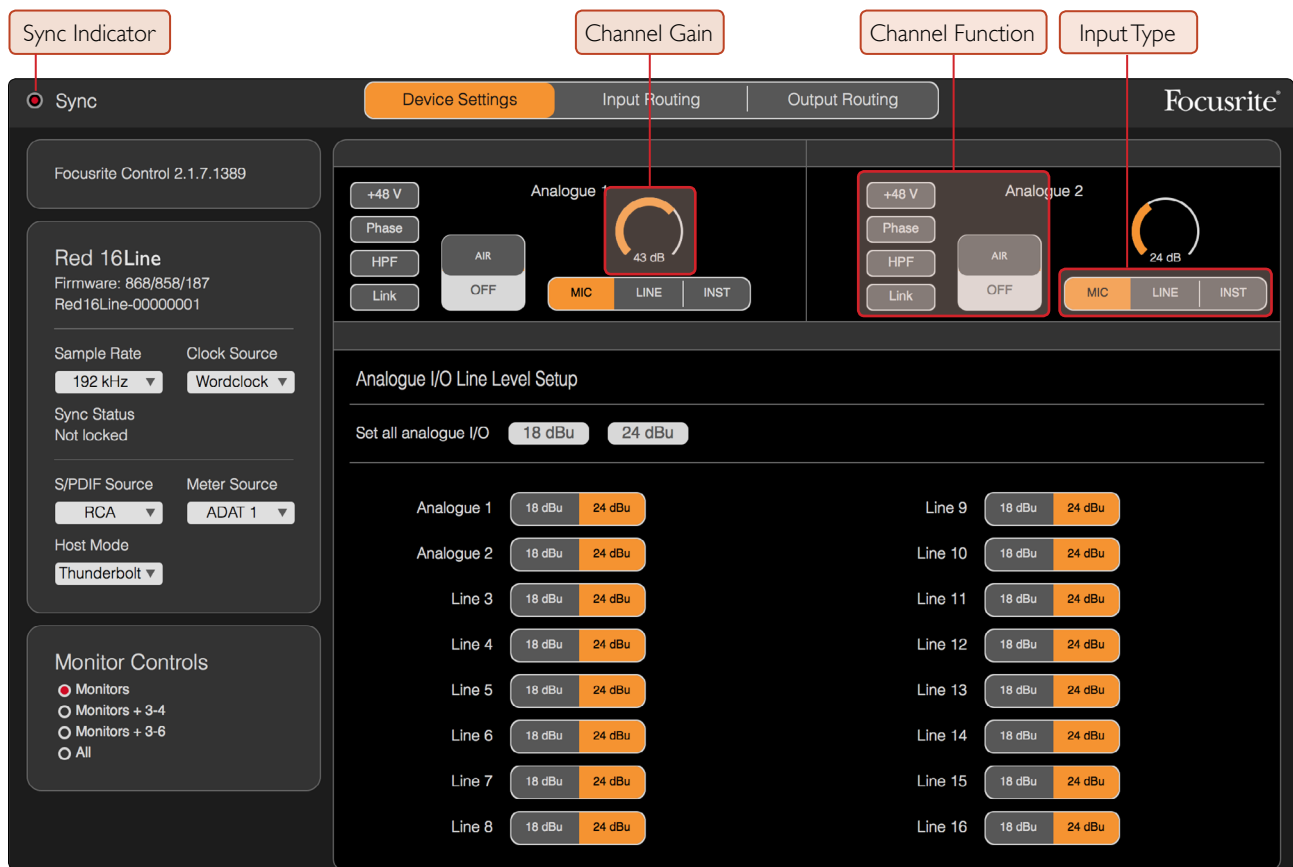 Sync Indicator
Channel Gain
Channel Function
Input Type
Sync
Device Settings
Input Routing
Output Routing
Focusrite®
Focusrite Control 2.1.7.1389
Red 16Line
Firmware: 868/858/187
Red16Line-00000001
Sample Rate
Clock Source
192 kHz
Wordclock
Sync Status
Not locked
S/PDIF Source
Meter Source
RCA
ADAT 1
Host Mode
Thunderbolt
Monitor Controls
Monitors
Monitors + 3-4
Monitors + 3-6
All
+48 V
Phase
HPF
Link
AIR
OFF
Analogue 1
43 dB
MIC
LINE
INST
+48 V
Phase
HPF
Link
AIR
OFF
Analogue 2
24 dB
MIC
LINE
INST
Analogue I/O Line Level Setup
Set all analogue I/O 18 dBu 24 dBu
Analogue 1 18 dBu 24 dBu
Analogue 2 18 dBu 24 dBu
Line 3 18 dBu 24 dBu
Line 4 18 dBu 24 dBu
Line 5 18 dBu 24 dBu
Line 6 18 dBu 24 dBu
Line 7 18 dBu 24 dBu
Line 8 18 dBu 24 dBu
Line 9 18 dBu 24 dBu
Line 10 18 dBu 24 dBu
Line 11 18 dBu 24 dBu
Line 12 18 dBu 24 dBu
Line 13 18 dBu 24 dBu
Line 14 18 dBu 24 dBu
Line 15 18 dBu 24 dBu
Line 16 18 dBu 24 dBu